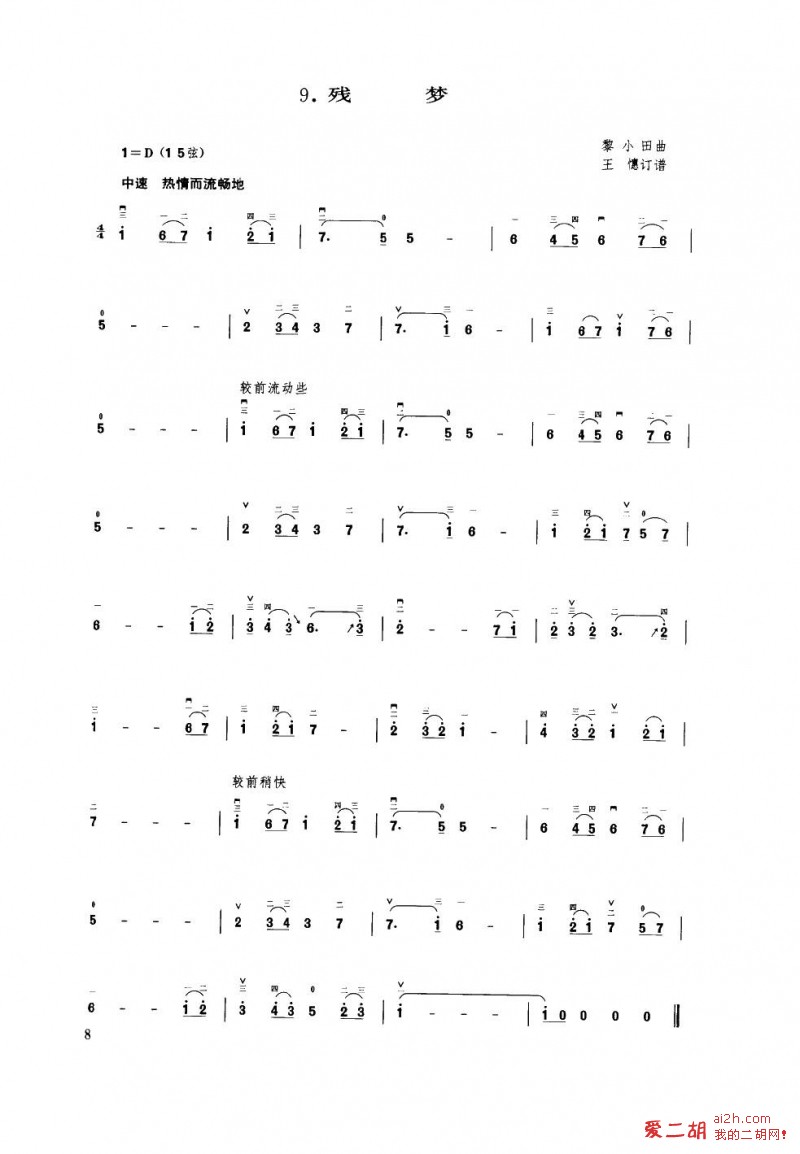 9.残 梦
1=D(1 5弦)
黎小田曲
中速 热情而流畅地
王憓订谱
4/4 i 6 7 i 2 i | 7. 5 5 - | 6 4 5 6 7 6 |
5 - - - | 2 3 4 3 7 | 7. i 6 - | i 6 7 i 7 6 |
较前流动些
5 - - - | i 6 7 i 2 i | 7. 5 5 - | 6 4 5 6 7 6 |
5 - - - | 2 3 4 3 7 | 7. i 6 - | i 2 i 7 5 7 |
6 - - i 2 | 3 4 3 6. 3 | 2 - - 7 i | 2 3 2 3. 2 |
i - - 6 7 | i 2 i 7 - | 2 3 2 i - | 4 3 2 i 2 i |
较前稍快
7 - - - | i 6 7 i 2 i | 7. 5 5 - | 6 4 5 6 7 6 |
5 - - - | 2 3 4 3 7 | 7. i 6 - | i 2 i 7 5 7 |
6 - - i 2 | 3 4 3 5 2 3 | i - - - | i 0 0 0 0 ||
8
爱二胡 ai2h.com
我的二胡网!